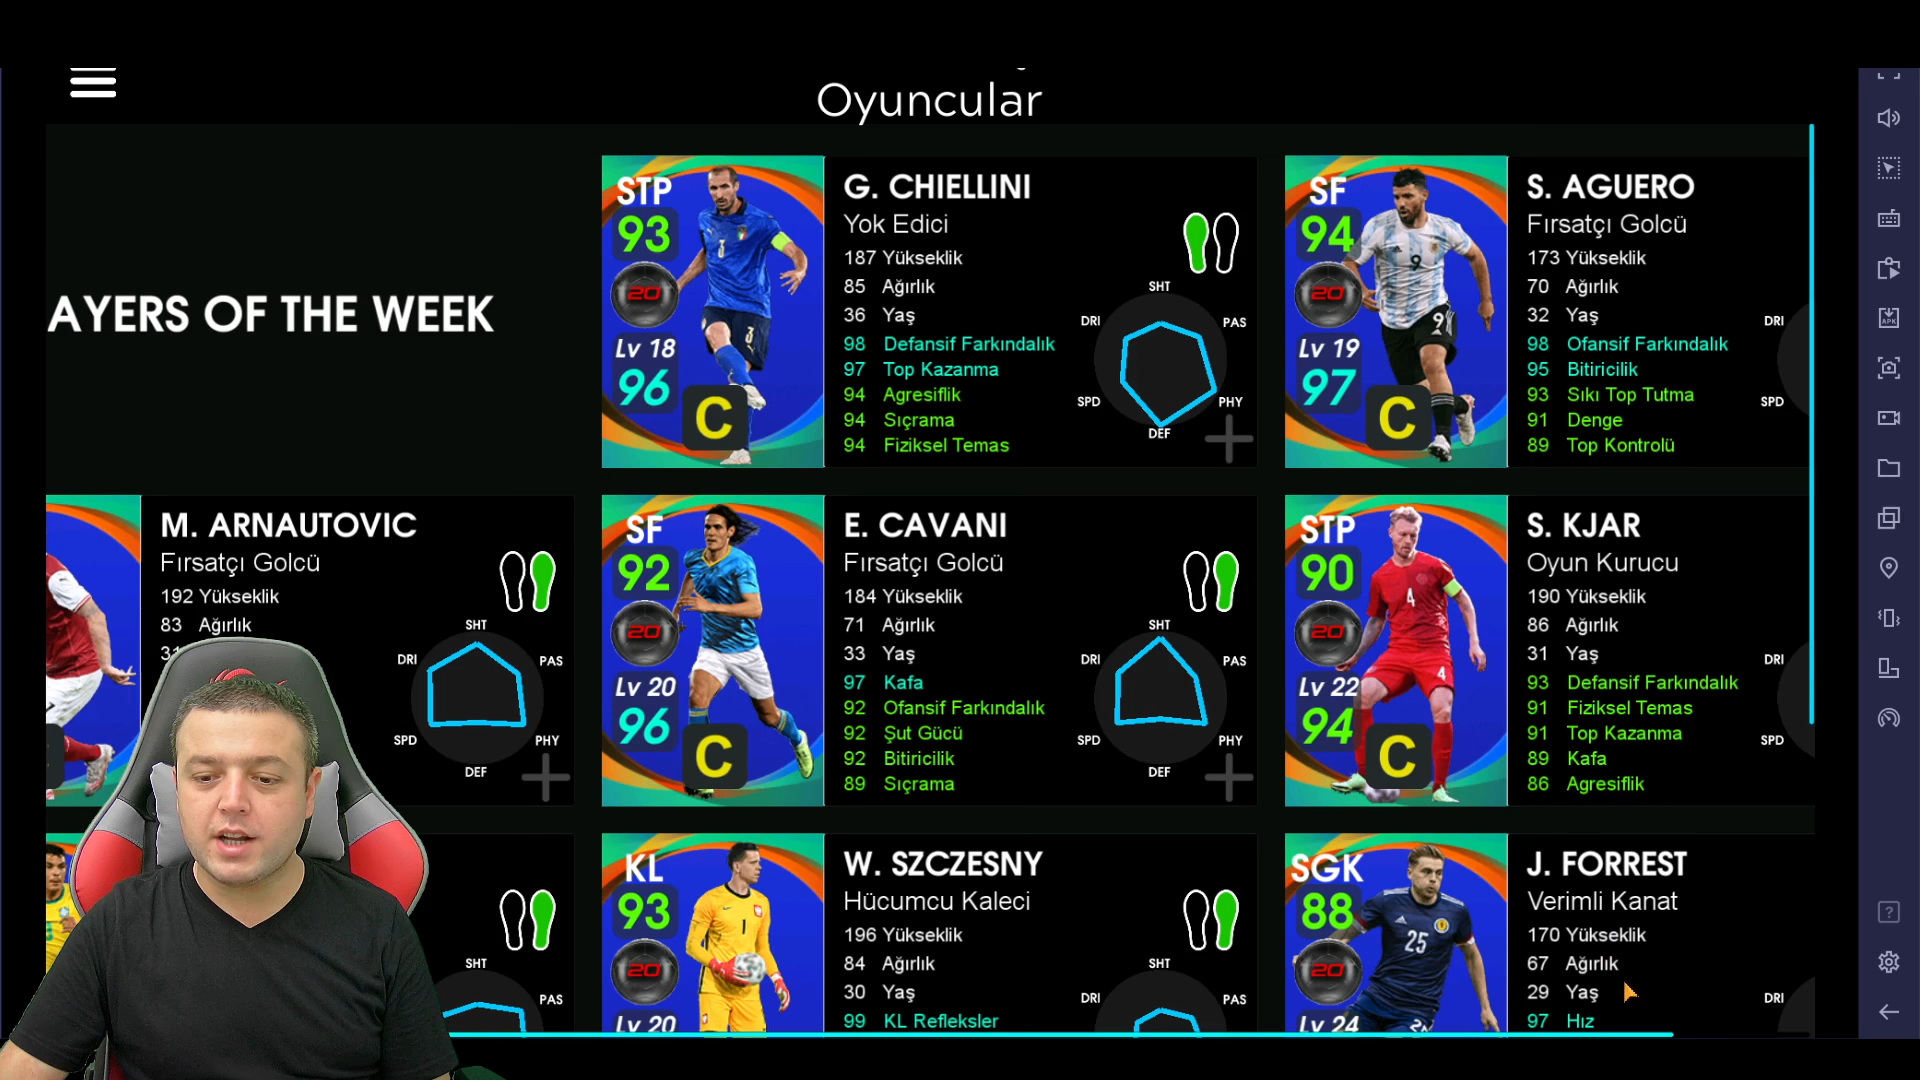 Oyuncular
AYERS OF THE WEEK
STP
93
20
Lv 18
96
C
G. CHIELLINI
Yok Edici
187 Yükseklik
85 Ağırlık
36 Yaş
98 Defansif Farkındalık
97 Top Kazanma
94 Agresiflik
94 Sıçrama
94 Fiziksel Temas
SHT
DRI
PAS
SPD
PHY
DEF
3
3
SF
94
20
Lv 19
97
C
S. AGUERO
Fırsatçı Golcü
173 Yükseklik
70 Ağırlık
32 Yaş
98 Ofansif Farkındalık
95 Bitiricilik
93 Sıkı Top Tutma
91 Denge
89 Top Kontrolü
DRI
SPD
9
9
M. ARNAUTOVIC
Fırsatçı Golcü
192 Yükseklik
83 Ağırlık
SHT
DRI
PAS
SPD
PHY
DEF
SF
92
20
Lv 20
96
C
E. CAVANI
Fırsatçı Golcü
184 Yükseklik
71 Ağırlık
33 Yaş
97 Kafa
92 Ofansif Farkındalık
92 Şut Gücü
92 Bitiricilik
89 Sıçrama
SHT
DRI
PAS
SPD
PHY
DEF
STP
90
20
Lv 22
94
C
S. KJAR
Oyun Kurucu
190 Yükseklik
86 Ağırlık
31 Yaş
93 Defansif Farkındalık
91 Fiziksel Temas
91 Top Kazanma
89 Kafa
86 Agresiflik
DRI
SPD
4
4
SHT
PAS
KL
93
20
Lv 20
W. SZCZESNY
Hücumcu Kaleci
196 Yükseklik
84 Ağırlık
30 Yaş
99 KL Refleksler
SHT
DRI
PAS
1
SGK
88
20
Lv 24
J. FORREST
Verimli Kanat
170 Yükseklik
67 Ağırlık
29 Yaş
97 Hız
DRI
25
APK
?